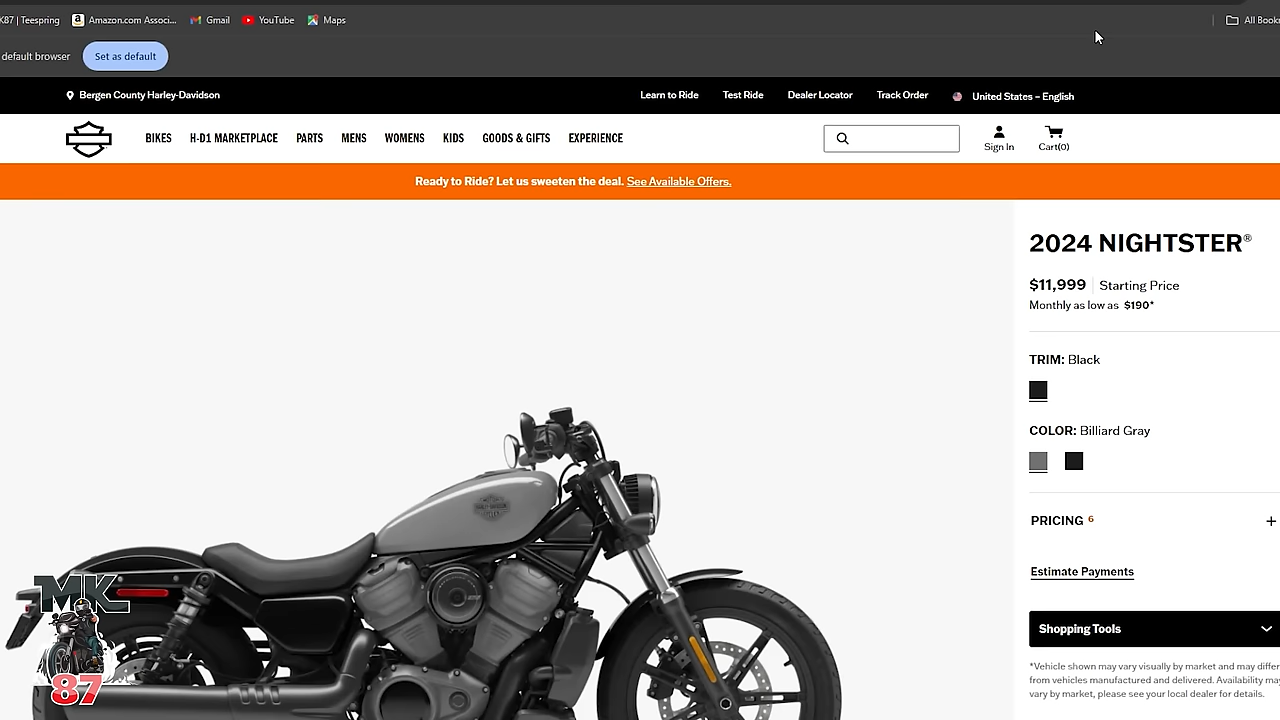 K87 | Teespring
Amazon.com Associ...
Gmail
YouTube
Maps
All Book
default browser
Set as default
Bergen County Harley-Davidson
Learn to Ride
Test Ride
Dealer Locator
Track Order
United States – English
BIKES
H-D1 MARKETPLACE
PARTS
MENS
WOMENS
KIDS
GOODS & GIFTS
EXPERIENCE
Sign In
Cart(0)
Ready to Ride? Let us sweeten the deal. See Available Offers.
2024 NIGHTSTER®
$11,999 Starting Price
Monthly as low as $190*
TRIM: Black
COLOR: Billiard Gray
PRICING 6
+
Estimate Payments
Shopping Tools
*Vehicle shown may vary visually by market and may differ
from vehicles manufactured and delivered. Availability may
vary by market, please see your local dealer for details.
MK
87